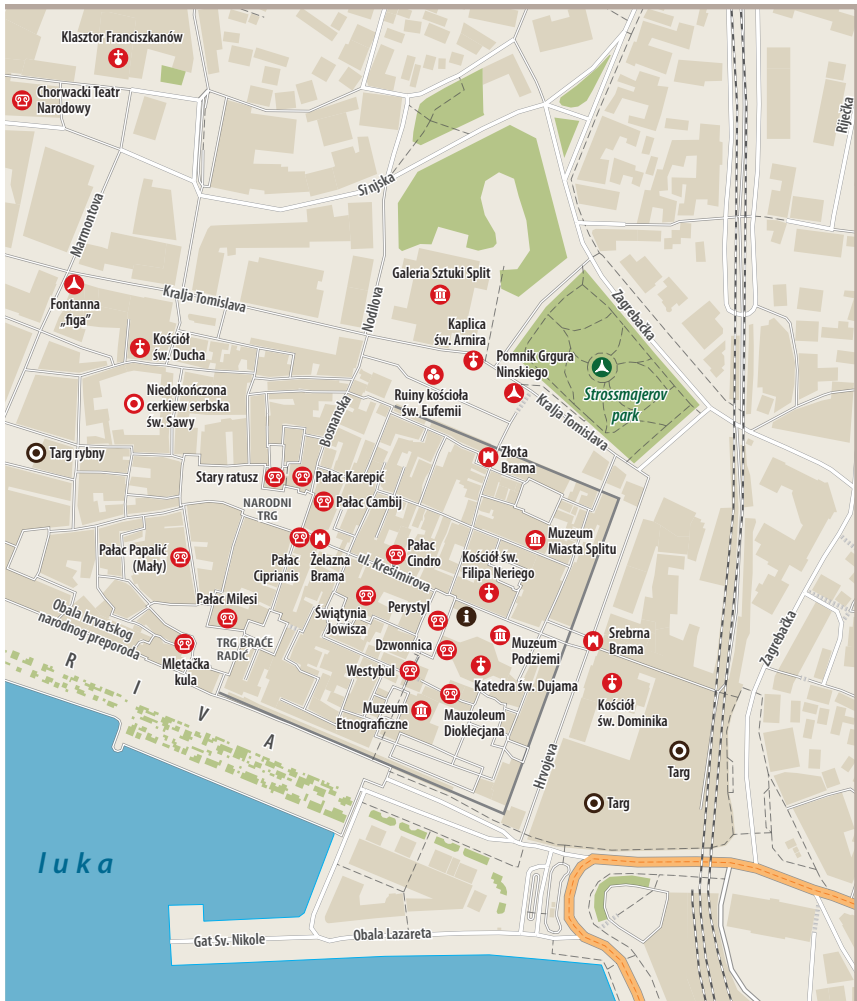 Klasztor Franciszkanów
Chorwacki Teatr
Narodowy
Riječka
Sinjska
Marmontova
Galeria Sztuki Split
Kralja Tomislava
Nodilova
Zagrebačka
Fontanna
„figa”
Kościół
św. Ducha
Kaplica
św. Arnira
Pomnik Grgura
Ninskiego
Strossmajerov
park
Niedokończona
cerkiew serbska
św. Sawy
Ruiny kościoła
św. Eufemii
Kralja Tomislava
Bosnanska
Targ rybny
Złota
Brama
Stary ratusz
Pałac Karepić
NARODNI
TRG
Pałac Cambij
Pałac Papalić
(Mały)
Pałac
Ciprianis
Żelazna
Brama
Pałac
Cindro
ul. Krešimirova
Kościół św.
Filipa Neriego
Muzeum
Miasta Splitu
Pałac Milesi
Świątynia
Jowisza
Perystyl
Obala hrvatskog
narodnog preporoda
TRG BRAĆE
RADIĆ
Dzwonnica
Muzeum
Podziemi
Srebrna
Brama
Zagrebačka
Mletačka
kula
Westybul
Katedra św. Dujama
RIVA
Muzeum
Etnograficzne
Mauzoleum
Dioklecjana
Kościół
św. Dominika
Hrvojeva
Targ
Targ
luka
Gat Sv. Nikole
Obala Lazareta